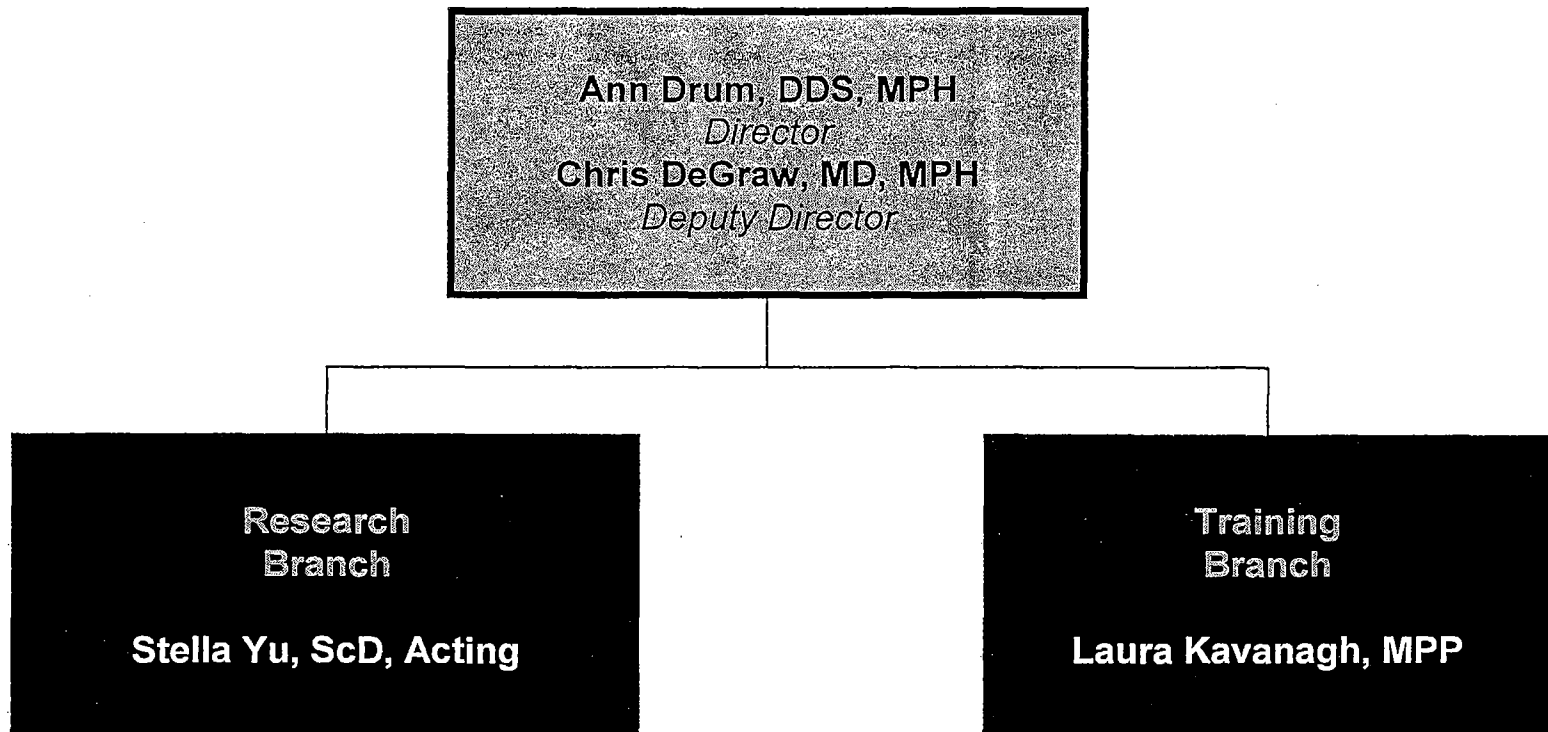 Ann Drum, DDS, MPH
Director
Chris DeGraw, MD, MPH
Deputy Director
Research
Branch
Stella Yu, ScD, Acting
Training
Branch
Laura Kavanagh, MPP